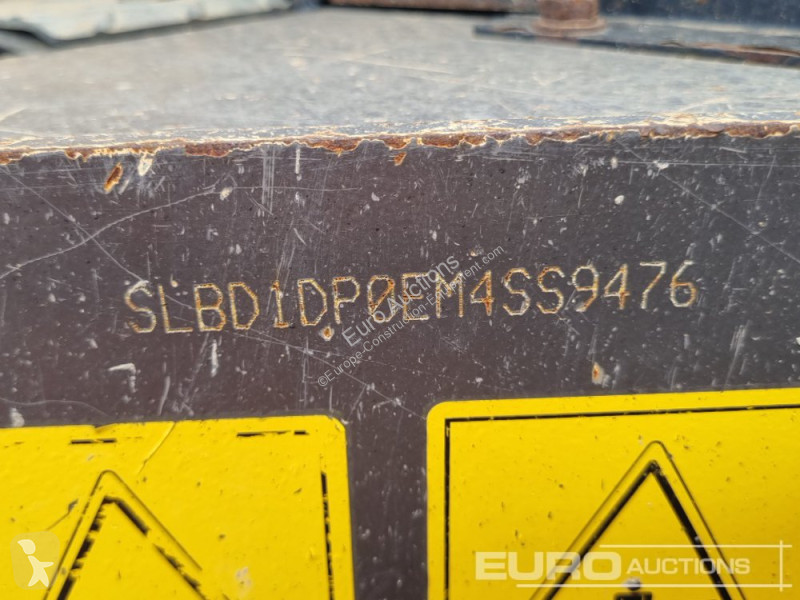 SLBD1DP0EM4SS9476
Euro Auctions
©Europe-Construction-Equipment.com
EURO AUCTIONS